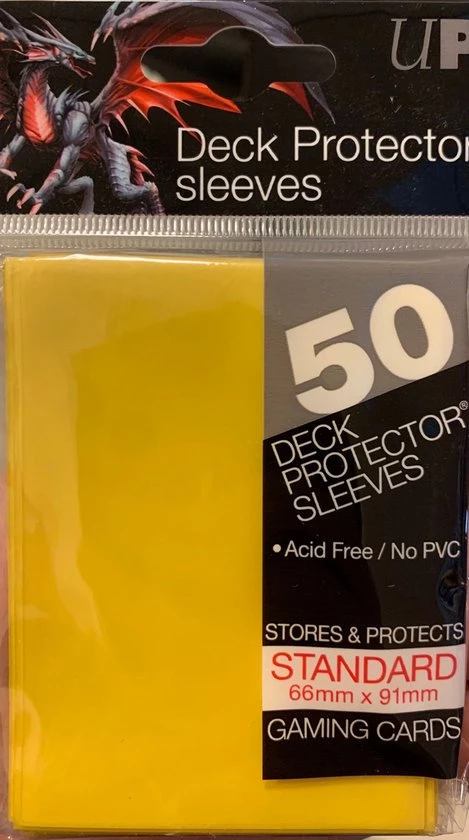 UP
Deck Protector
sleeves
50
DECK
PROTECTOR®
SLEEVES
• Acid Free / No PVC
STORES & PROTECTS
STANDARD
66mm x 91mm
GAMING CARDS